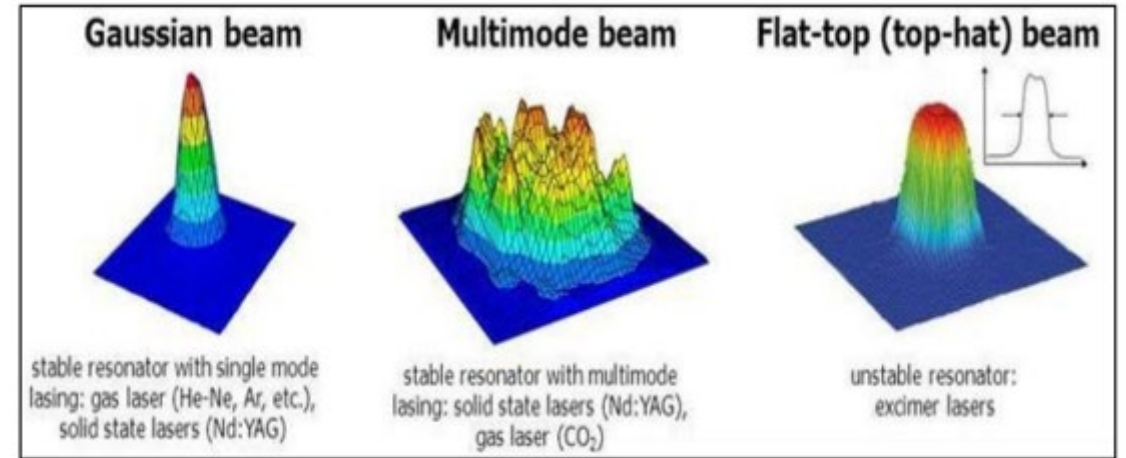 Gaussian beam
Multimode beam
Flat-top (top-hat) beam
stable resonator with single mode
lasing: gas laser (He-Ne, Ar, etc.),
solid state lasers (Nd:YAG)
stable resonator with multimode
lasing: solid state lasers (Nd:YAG),
gas laser (CO₂)
unstable resonator:
excimer lasers